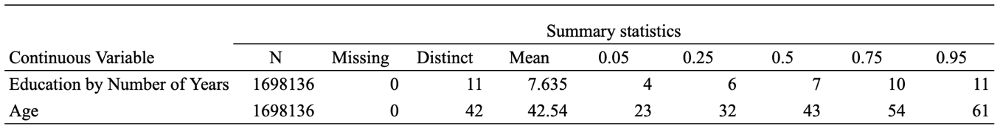 Summary statistics
Continuous Variable N Missing Distinct Mean 0.05 0.25 0.5 0.75 0.95
Education by Number of Years 1698136 0 11 7.635 4 6 7 10 11
Age 1698136 0 42 42.54 23 32 43 54 61